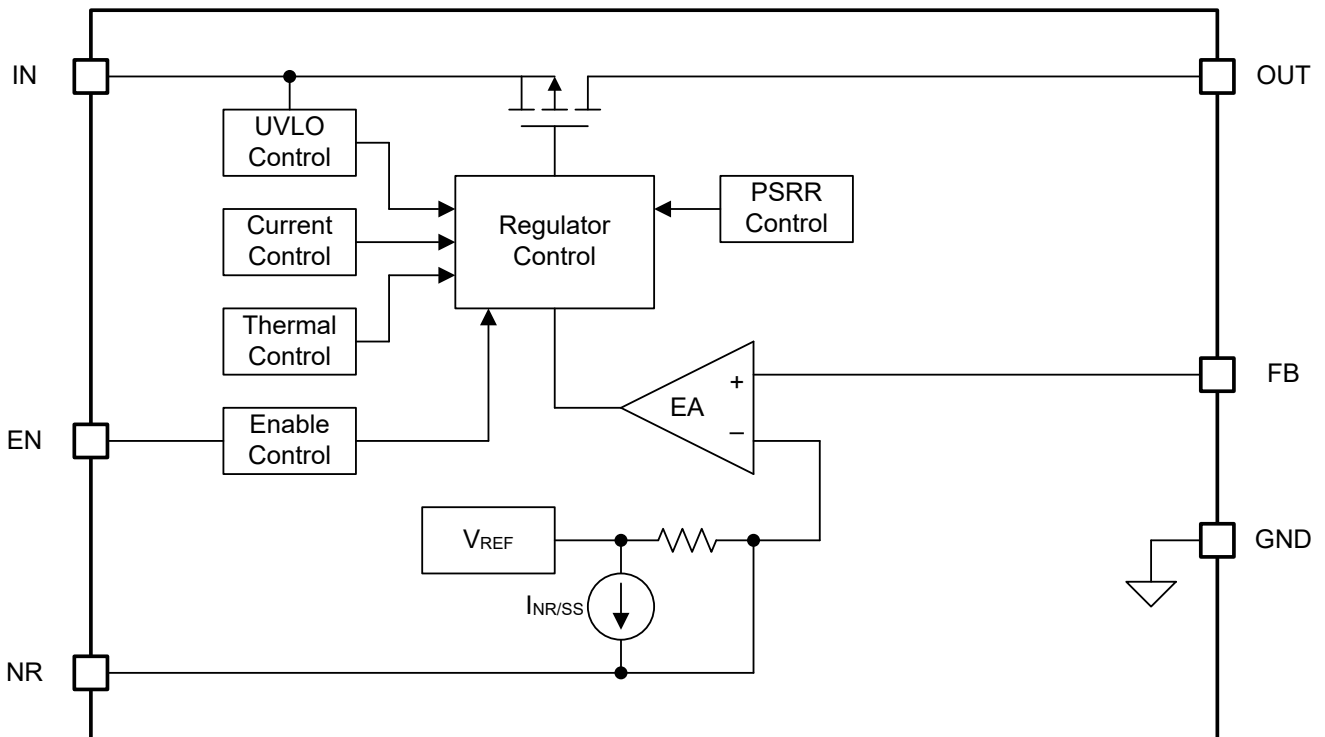 IN
OUT
UVLO
Control
PSRR
Control
Current
Control
Regulator
Control
Thermal
Control
FB
+
EA
−
EN
Enable
Control
VREF
GND
INR/SS
NR